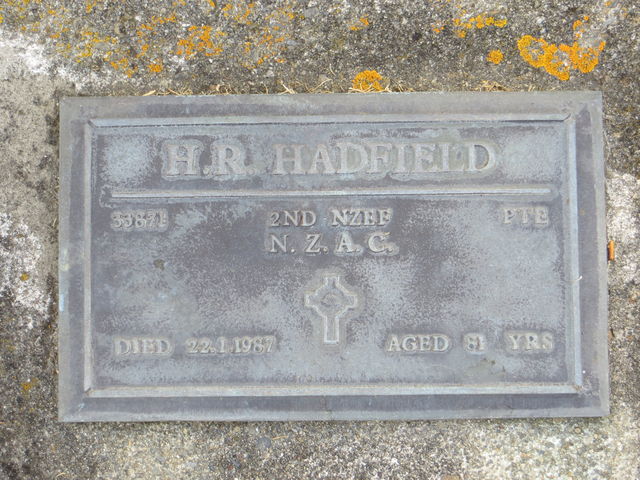 H.R. HADFIELD
33871 2ND NZEF PTE
N. Z. A. C.
DIED 22.1.1987 AGED 81 YRS